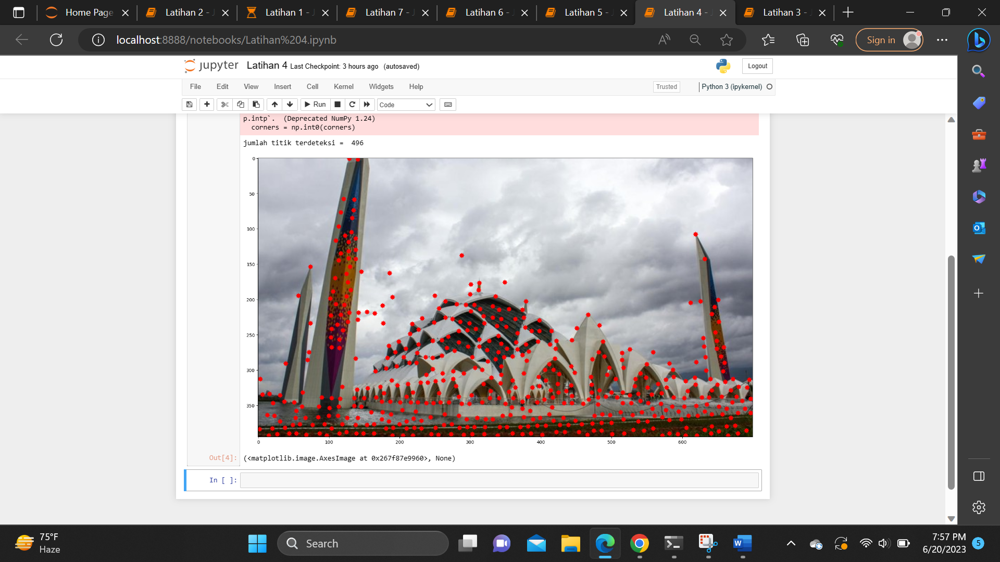 Home Page
Latihan 2 - J
Latihan 1 - J
Latihan 7 - J
Latihan 6 - J
Latihan 5 - J
Latihan 4 - J
Latihan 3 - J
localhost:8888/notebooks/Latihan%204.ipynb
Sign in
jupyter Latihan 4 Last Checkpoint: 3 hours ago (autosaved)
Logout
File Edit View Insert Cell Kernel Widgets Help
Trusted
Python 3 (ipykernel)
Run
Code
p.intp`.  (Deprecated NumPy 1.24)
corners = np.int0(corners)
jumlah titik terdeteksi =  496
0
50
100
150
200
250
300
350
0 100 200 300 400 500 600
Out[4]: (<matplotlib.image.AxesImage at 0x267f87e9960>, None)
In [ ]:
75°F
Haze
Search
7:57 PM
6/20/2023
5